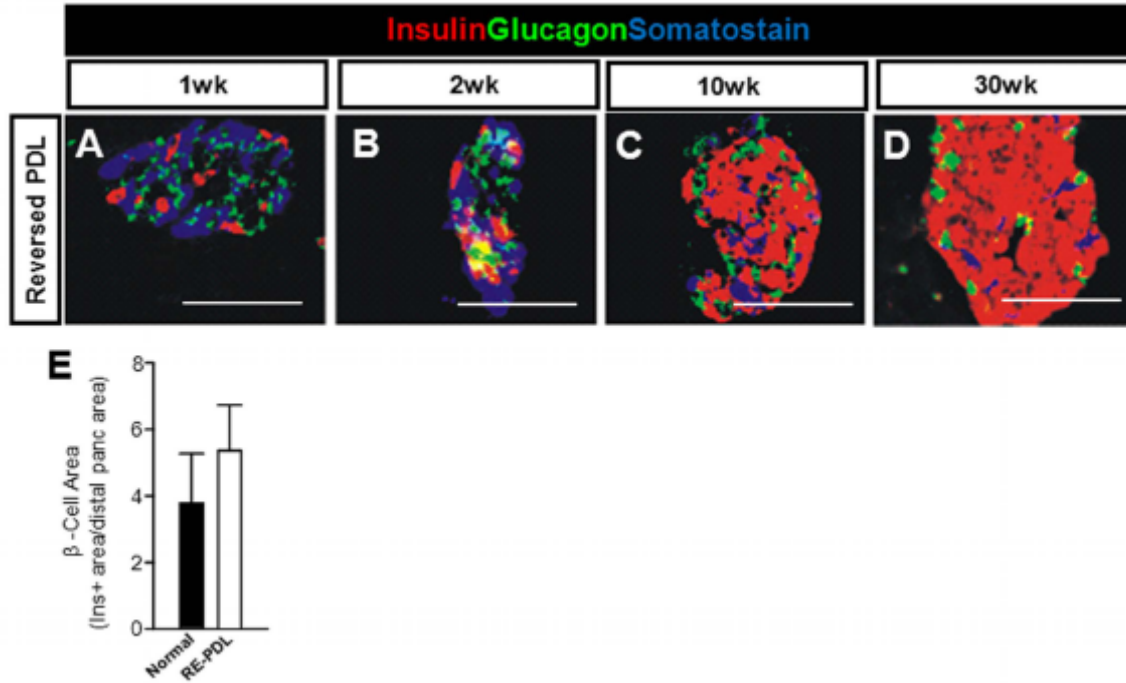 InsulinGlucagonSomatostain
1wk 2wk 10wk 30wk
Reversed PDL
A B C D
E
β-Cell Area
(Ins+ area/distal panc area)
8
6
4
2
0
Normal RE-PDL